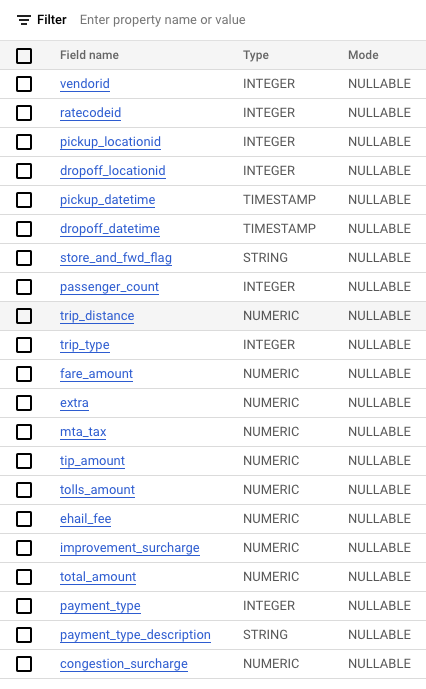 Filter Enter property name or value
Field name Type Mode
vendorid INTEGER NULLABLE
ratecodeid INTEGER NULLABLE
pickup_locationid INTEGER NULLABLE
dropoff_locationid INTEGER NULLABLE
pickup_datetime TIMESTAMP NULLABLE
dropoff_datetime TIMESTAMP NULLABLE
store_and_fwd_flag STRING NULLABLE
passenger_count INTEGER NULLABLE
trip_distance NUMERIC NULLABLE
trip_type INTEGER NULLABLE
fare_amount NUMERIC NULLABLE
extra NUMERIC NULLABLE
mta_tax NUMERIC NULLABLE
tip_amount NUMERIC NULLABLE
tolls_amount NUMERIC NULLABLE
ehail_fee NUMERIC NULLABLE
improvement_surcharge NUMERIC NULLABLE
total_amount NUMERIC NULLABLE
payment_type INTEGER NULLABLE
payment_type_description STRING NULLABLE
congestion_surcharge NUMERIC NULLABLE